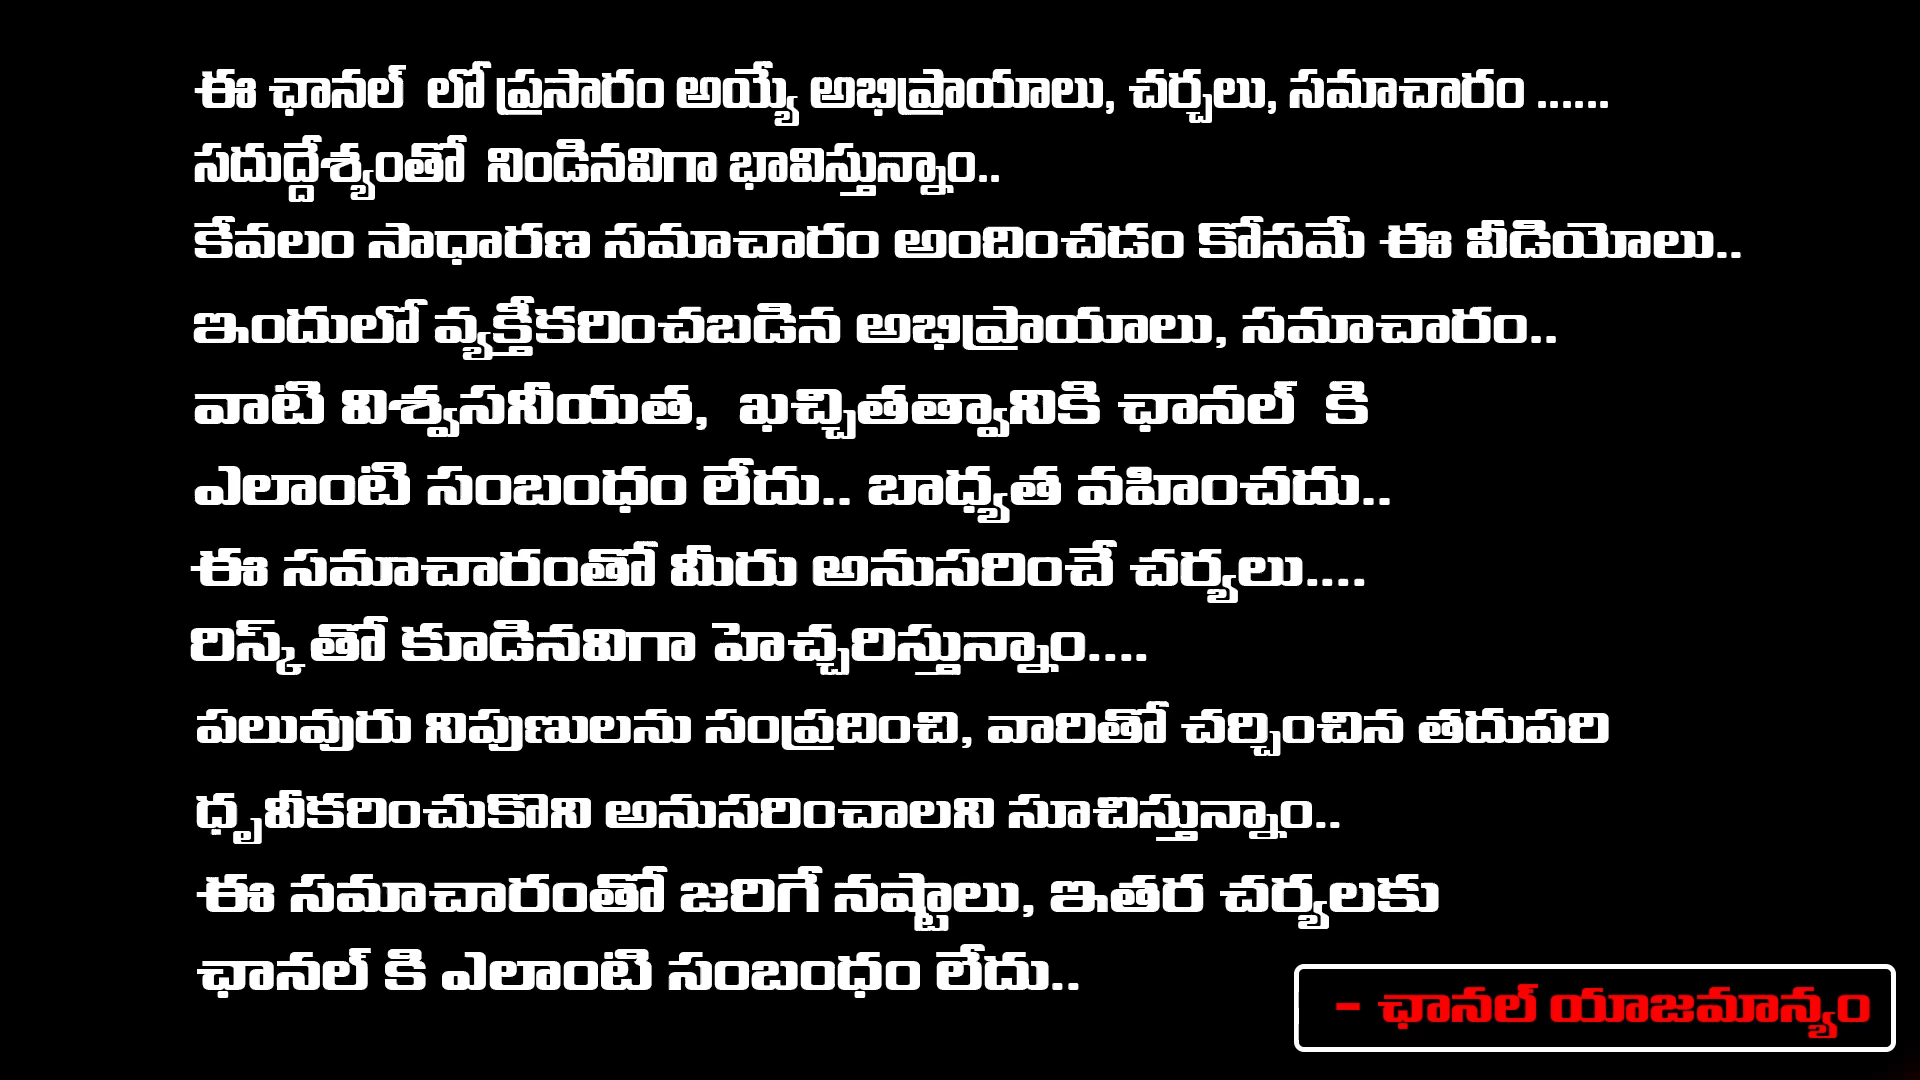 ఈ ఛానల్ లో ప్రసారం అయ్యే అభిప్రాయాలు, చర్చలు, సమాచారం ......
సదుద్దేశ్యంతో నిండినవిగా భావిస్తున్నాం..
కేవలం సాధారణ సమాచారం అందించడం కోసమే ఈ వీడియోలు..
ఇందులో వ్యక్తీకరించబడిన అభిప్రాయాలు, సమాచారం..
వాటి విశ్వసనీయత, ఖచ్చితత్వానికి ఛానల్ కి
ఎలాంటి సంబంధం లేదు.. బాధ్యత వహించదు..
ఈ సమాచారంతో మీరు అనుసరించే చర్యలు....
రిస్క్ తో కూడినవిగా హెచ్చరిస్తున్నాం....
పలువురు నిపుణులను సంప్రదించి, వారితో చర్చించిన తదుపరి
ధృవీకరించుకొని అనుసరించాలని సూచిస్తున్నాం..
ఈ సమాచారంతో జరిగే నష్టాలు, ఇతర చర్యలకు
ఛానల్ కి ఎలాంటి సంబంధం లేదు..
- ఛానల్ యాజమాన్యం